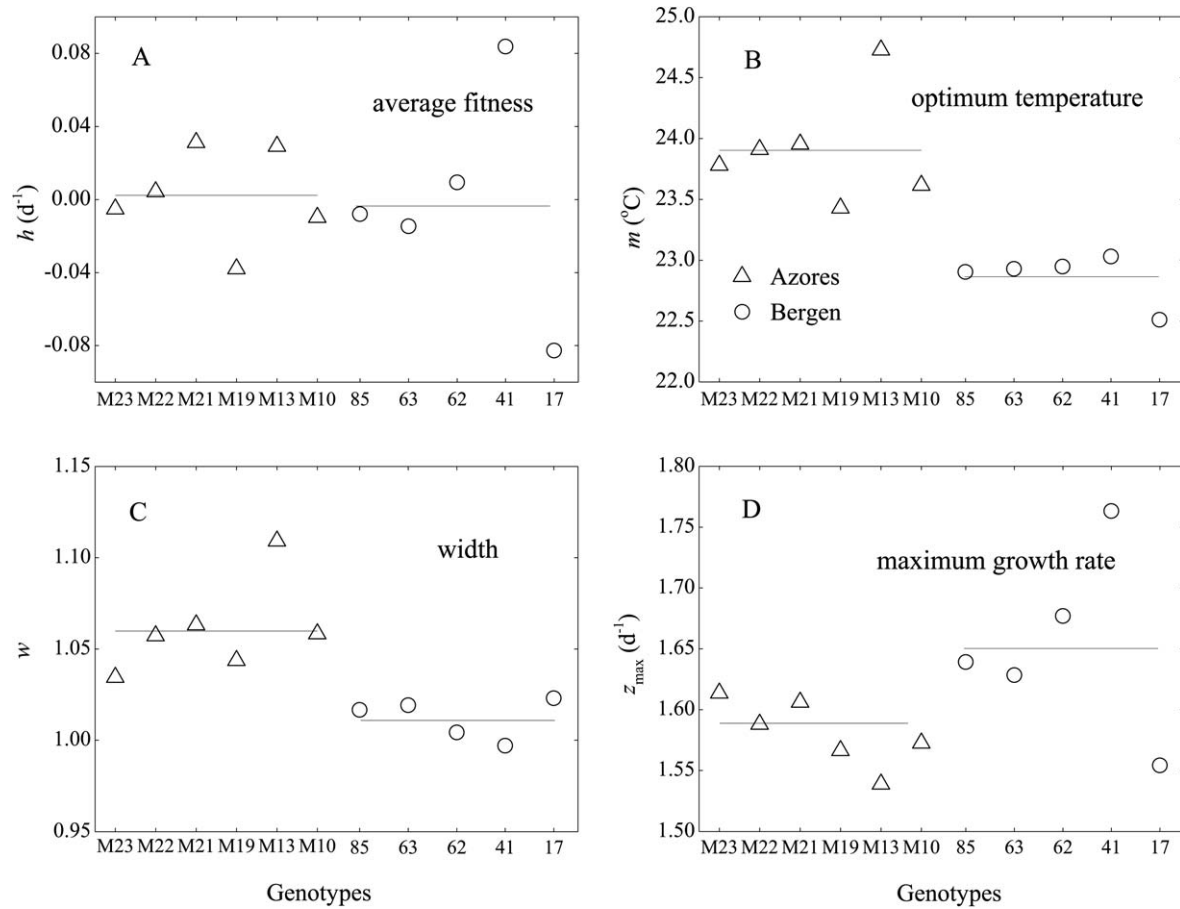 A
average fitness
0.08
0.04
0.00
-0.04
-0.08
h (d⁻¹)
M23 M22 M21 M19 M13 M10 85 63 62 41 17
B
optimum temperature
25.0
24.5
24.0
23.5
23.0
22.5
22.0
m (°C)
Azores
Bergen
M23 M22 M21 M19 M13 M10 85 63 62 41 17
C
width
1.15
1.10
1.05
1.00
0.95
w
M23 M22 M21 M19 M13 M10 85 63 62 41 17
Genotypes
D
maximum growth rate
1.80
1.75
1.70
1.65
1.60
1.55
1.50
zmax (d⁻¹)
M23 M22 M21 M19 M13 M10 85 63 62 41 17
Genotypes